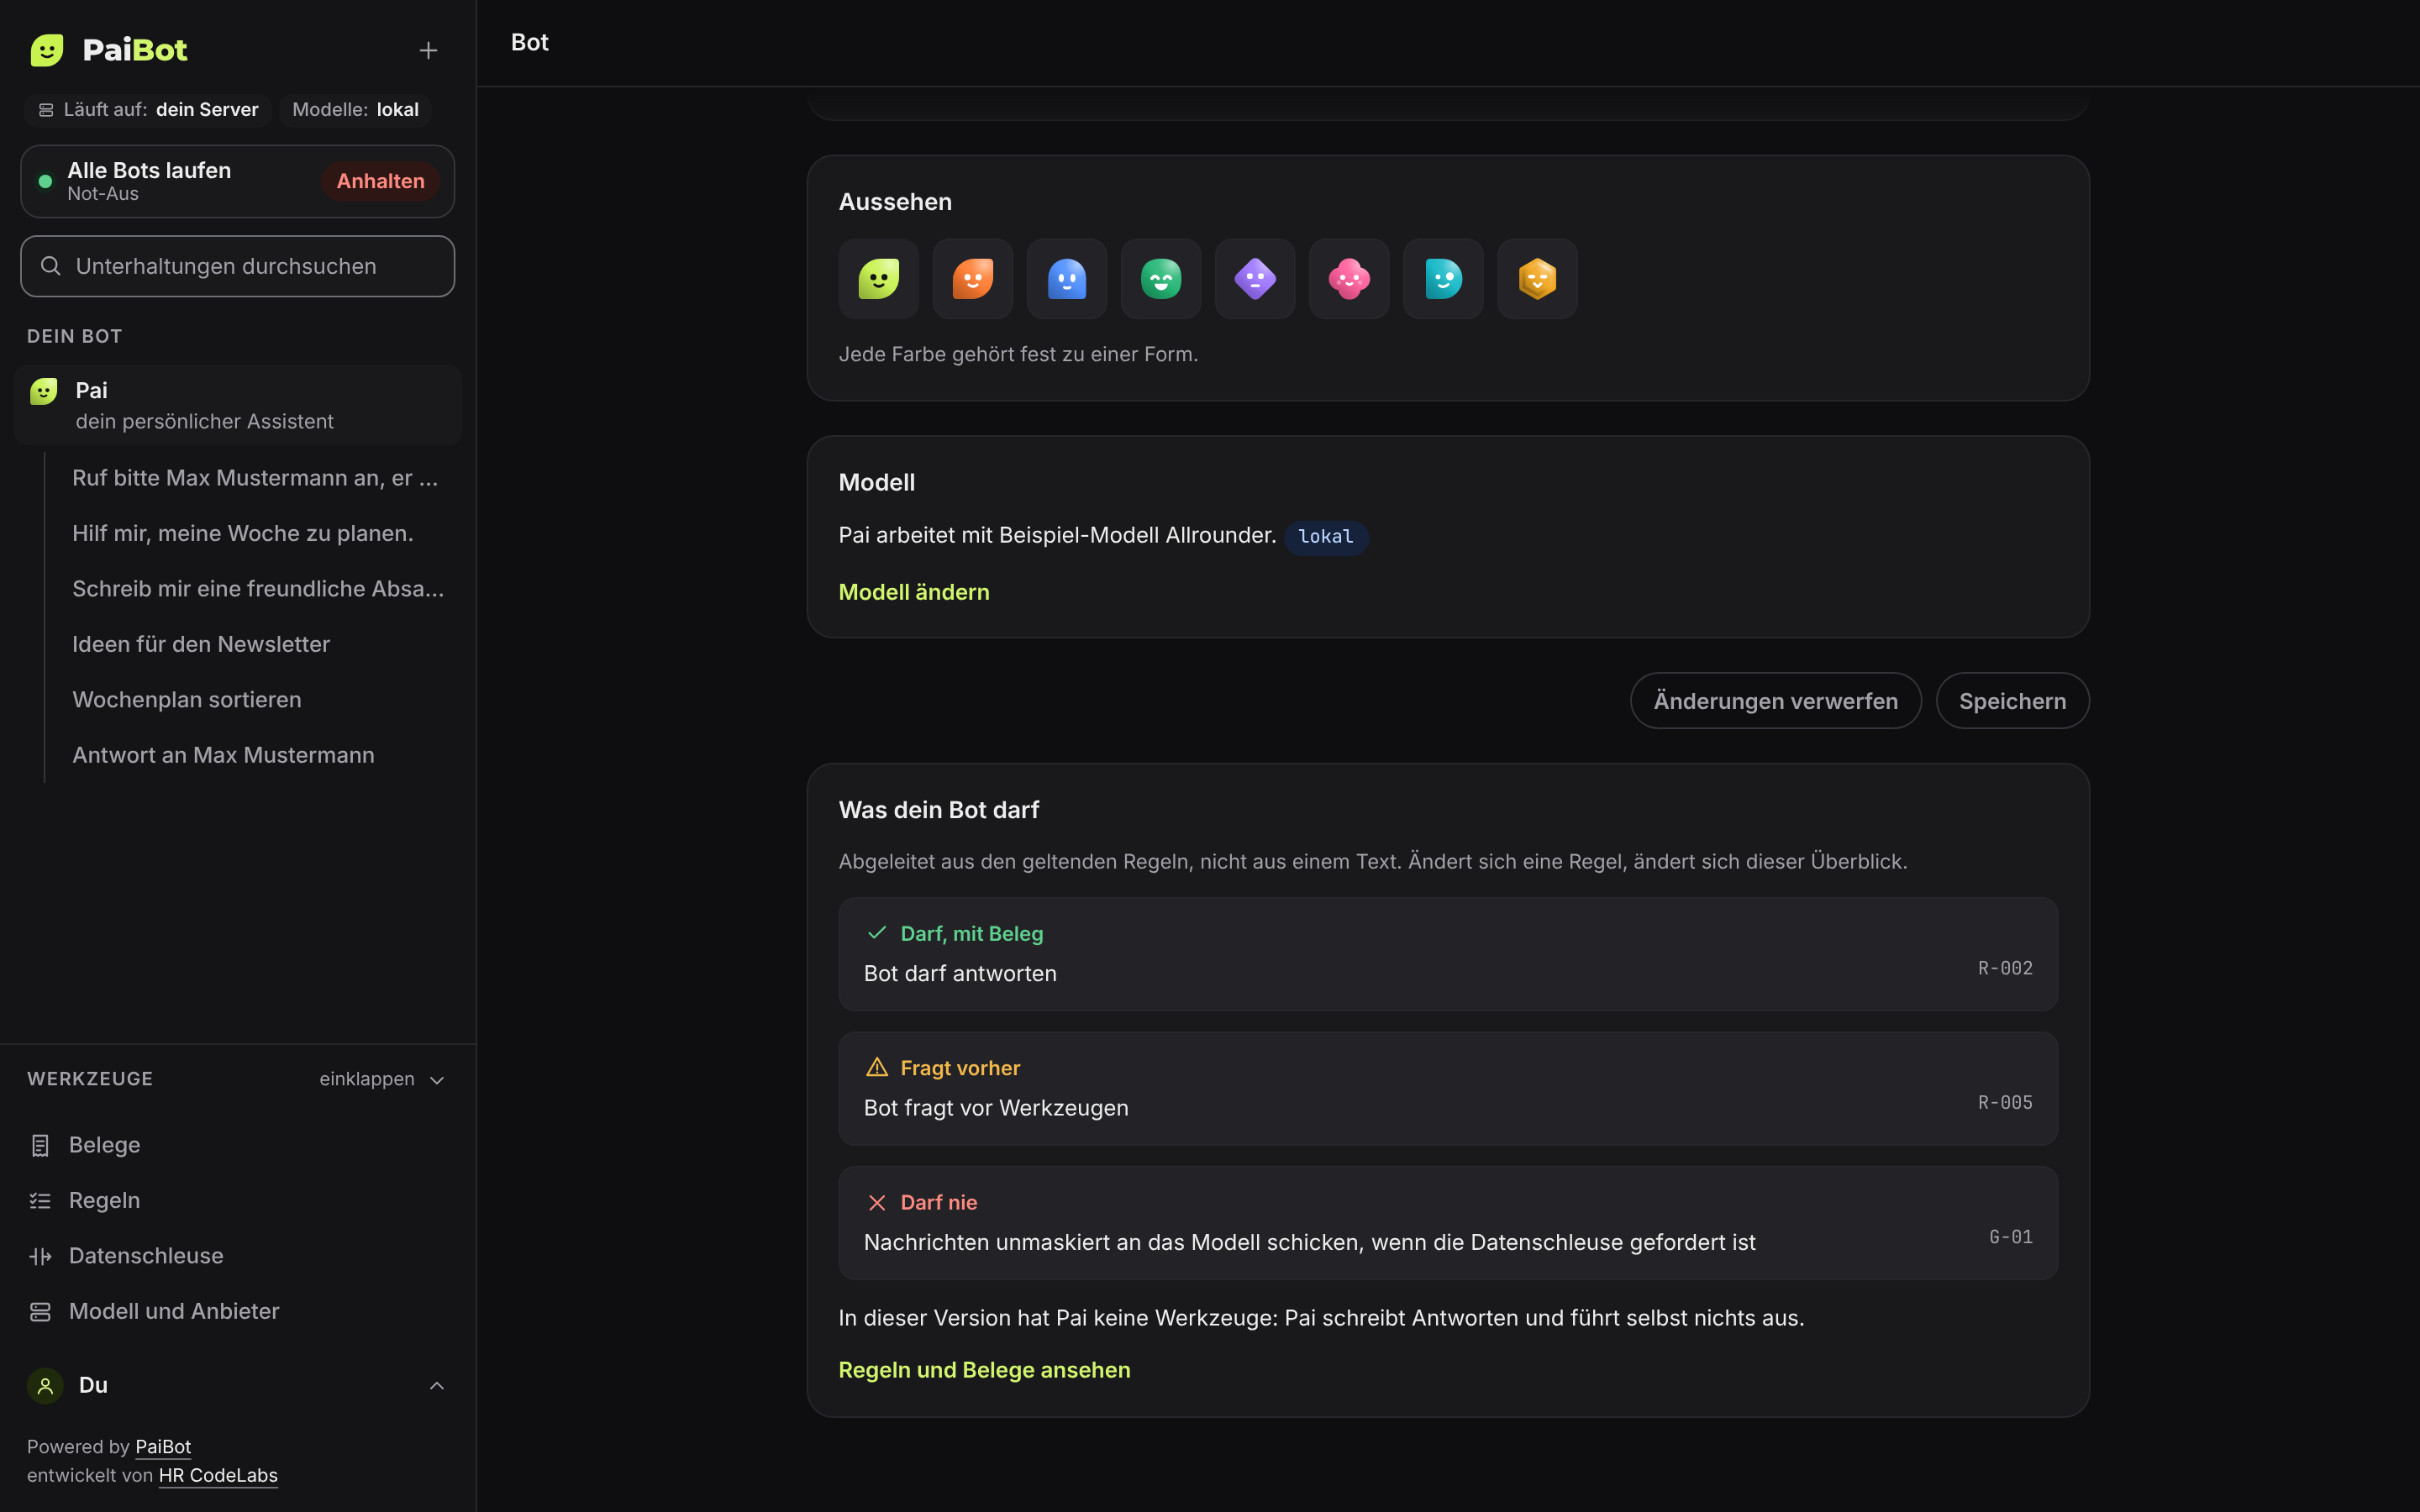 PaiBot
Läuft auf: dein Server
Modelle: lokal
Alle Bots laufen
Not-Aus
Anhalten
Unterhaltungen durchsuchen
DEIN BOT
Pai
dein persönlicher Assistent
Ruf bitte Max Mustermann an, er ...
Hilf mir, meine Woche zu planen.
Schreib mir eine freundliche Absa...
Ideen für den Newsletter
Wochenplan sortieren
Antwort an Max Mustermann
WERKZEUGE
einklappen
Belege
Regeln
Datenschleuse
Modell und Anbieter
Du
Powered by PaiBot
entwickelt von HR CodeLabs
Bot
Aussehen
Jede Farbe gehört fest zu einer Form.
Modell
Pai arbeitet mit Beispiel-Modell Allrounder. lokal
Modell ändern
Änderungen verwerfen
Speichern
Was dein Bot darf
Abgeleitet aus den geltenden Regeln, nicht aus einem Text. Ändert sich eine Regel, ändert sich dieser Überblick.
Darf, mit Beleg
Bot darf antworten
R-002
Fragt vorher
Bot fragt vor Werkzeugen
R-005
Darf nie
Nachrichten unmaskiert an das Modell schicken, wenn die Datenschleuse gefordert ist
G-01
In dieser Version hat Pai keine Werkzeuge: Pai schreibt Antworten und führt selbst nichts aus.
Regeln und Belege ansehen